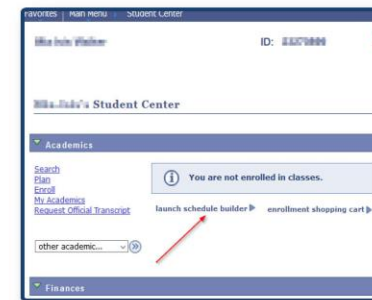 Favorites | Main Menu Student Center
ID:
Student Center
Academics
Search
Plan
Enroll
My Academics
Request Official Transcript
You are not enrolled in classes.
launch schedule builder
enrollment shopping cart
other academic...
Finances